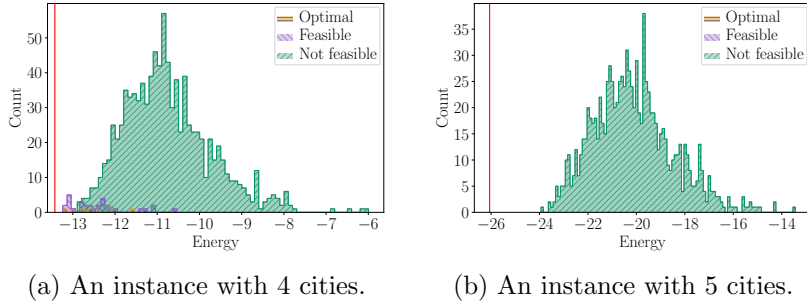 Optimal
Feasible
Not feasible
50
40
30
20
10
0
Count
−13 −12 −11 −10 −9 −8 −7 −6
Energy
(a) An instance with 4 cities.
Optimal
Feasible
Not feasible
35
30
25
20
15
10
5
0
Count
−26 −24 −22 −20 −18 −16 −14
Energy
(b) An instance with 5 cities.